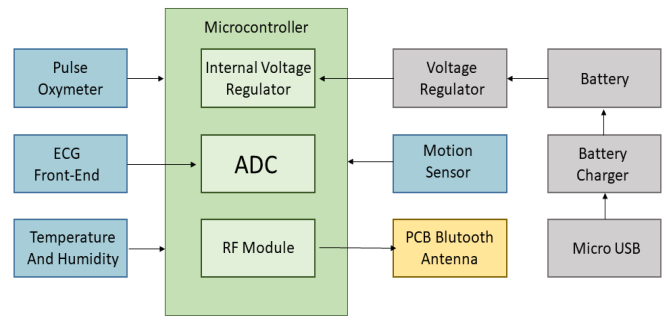 Microcontroller
Pulse
Oxymeter
Internal Voltage
Regulator
Voltage
Regulator
Battery
ECG
Front-End
ADC
Motion
Sensor
Battery
Charger
Temperature
And Humidity
RF Module
PCB Blutooth
Antenna
Micro USB